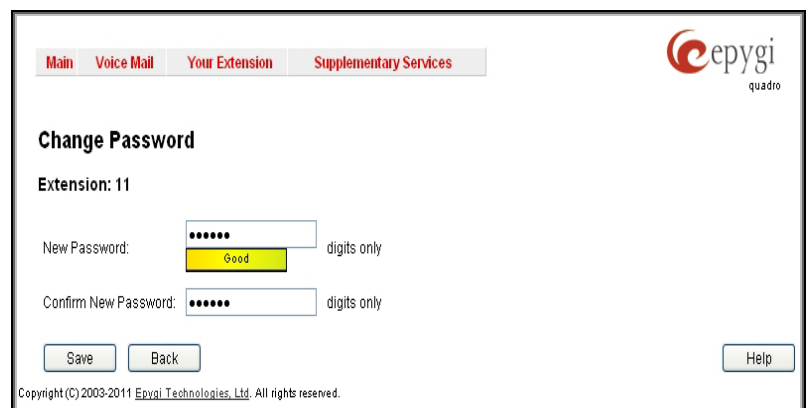 Main Voice Mail Your Extension Supplementary Services
epygi
quadro
Change Password
Extension: 11
New Password: •••••• digits only
Good
Confirm New Password: •••••• digits only
Save Back Help
Copyright (C) 2003-2011 Epygi Technologies, Ltd. All rights reserved.